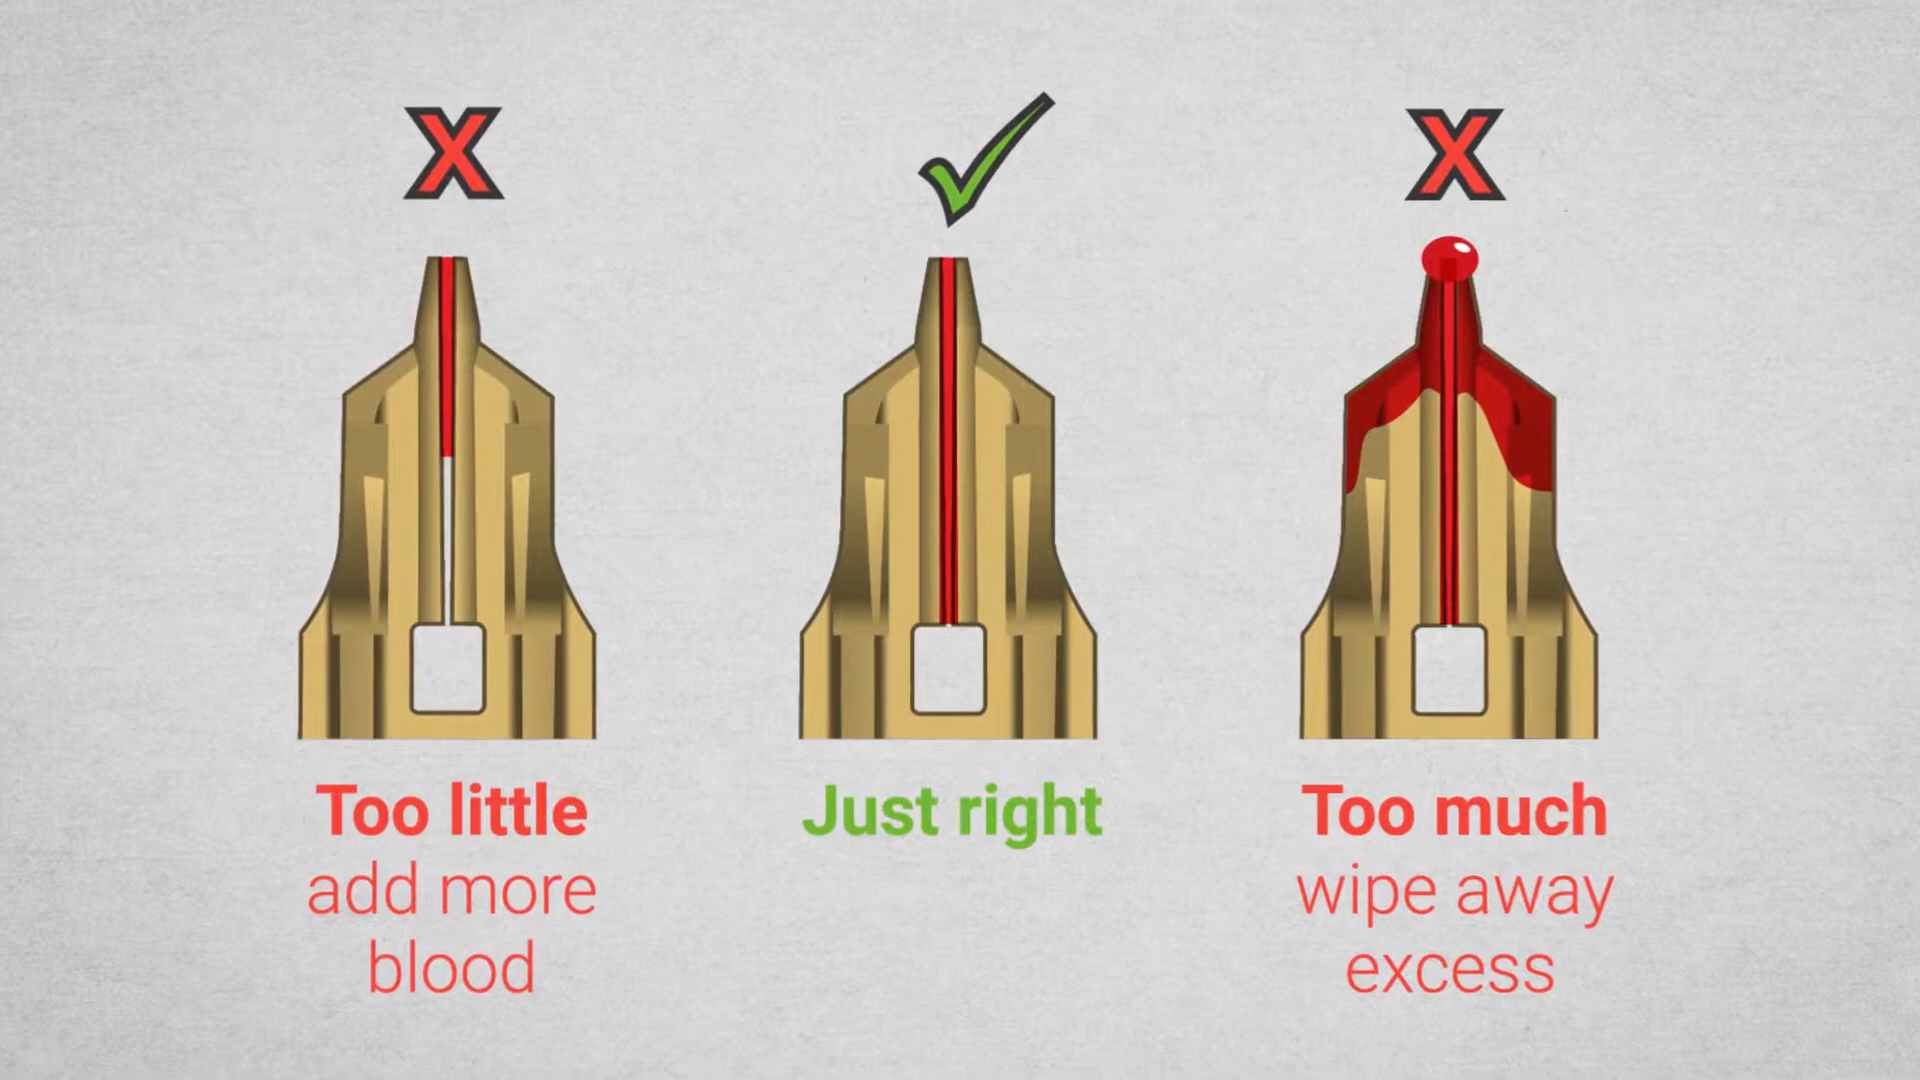 X
X
Too little
add more
blood
Just right
Too much
wipe away
excess